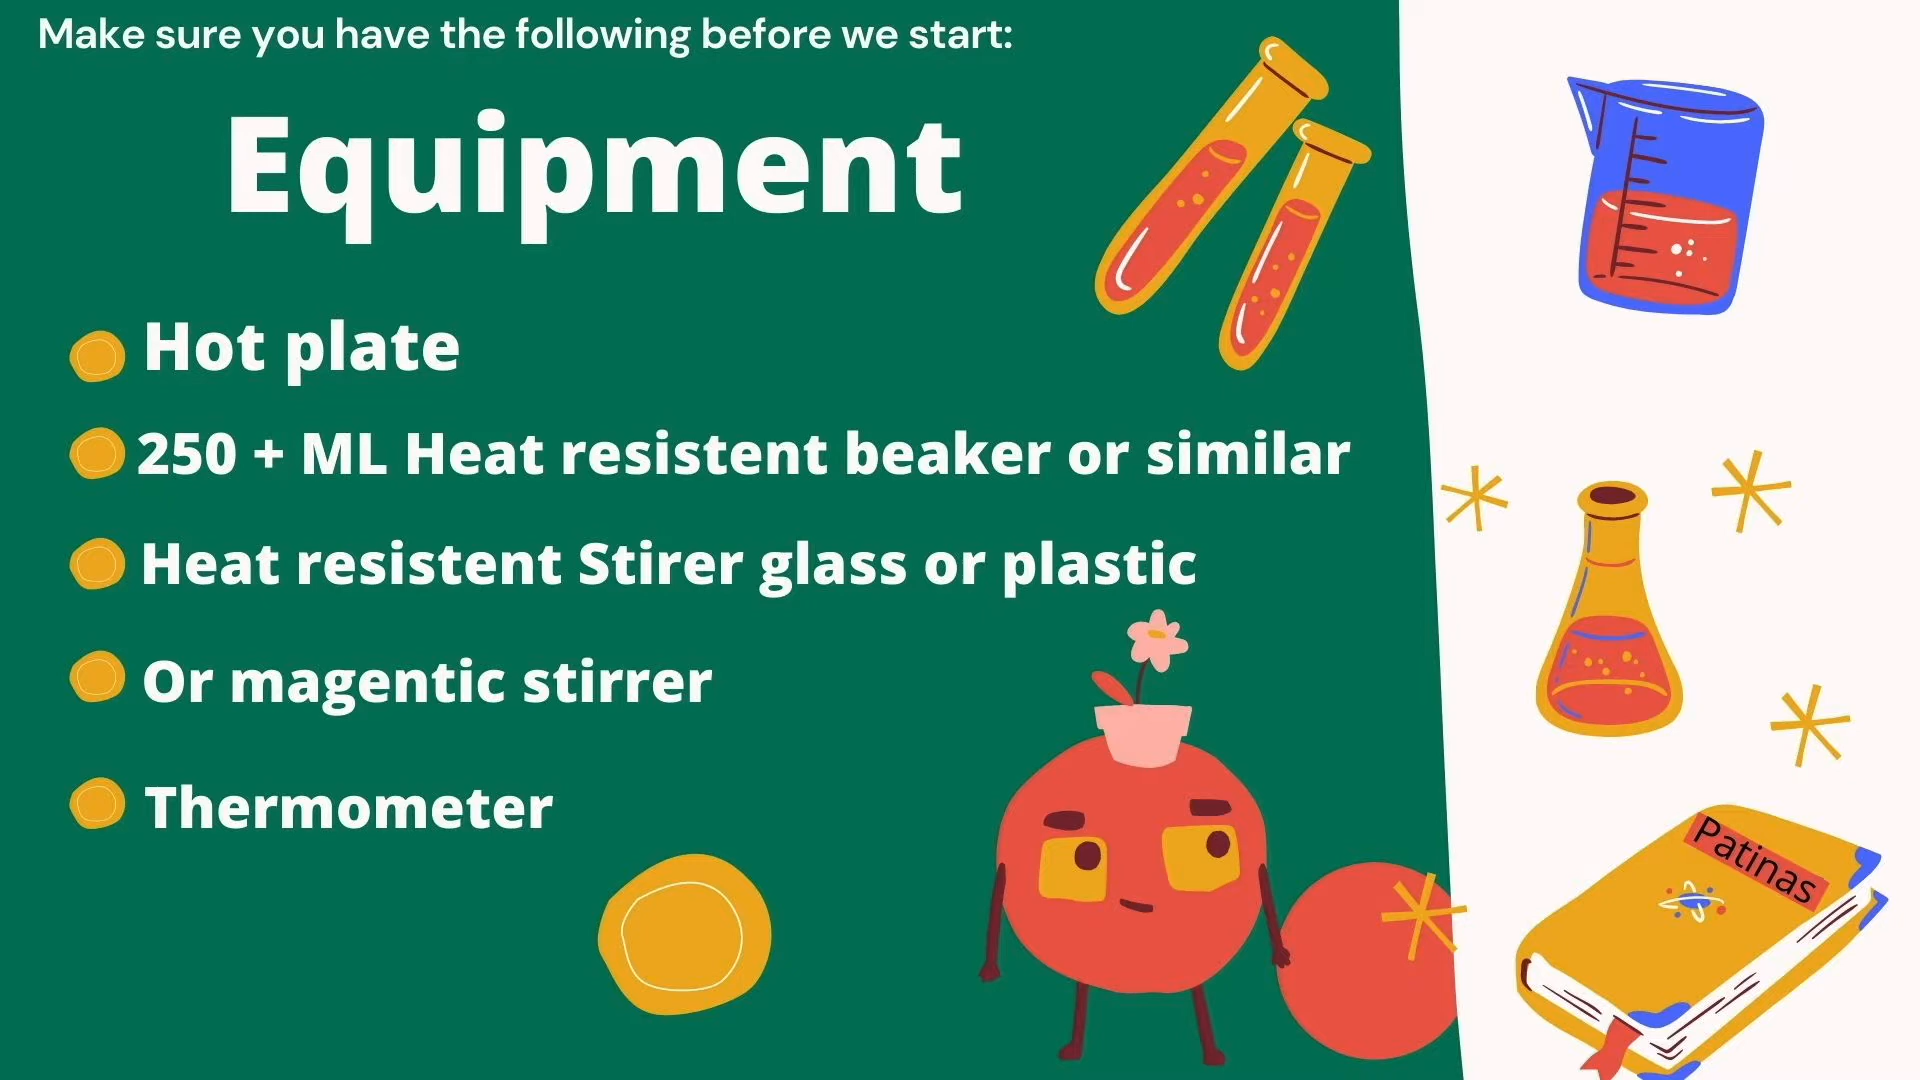 Make sure you have the following before we start:
Equipment
Hot plate
250 + ML Heat resistent beaker or similar
Heat resistent Stirer glass or plastic
Or magentic stirrer
Thermometer
Patinas